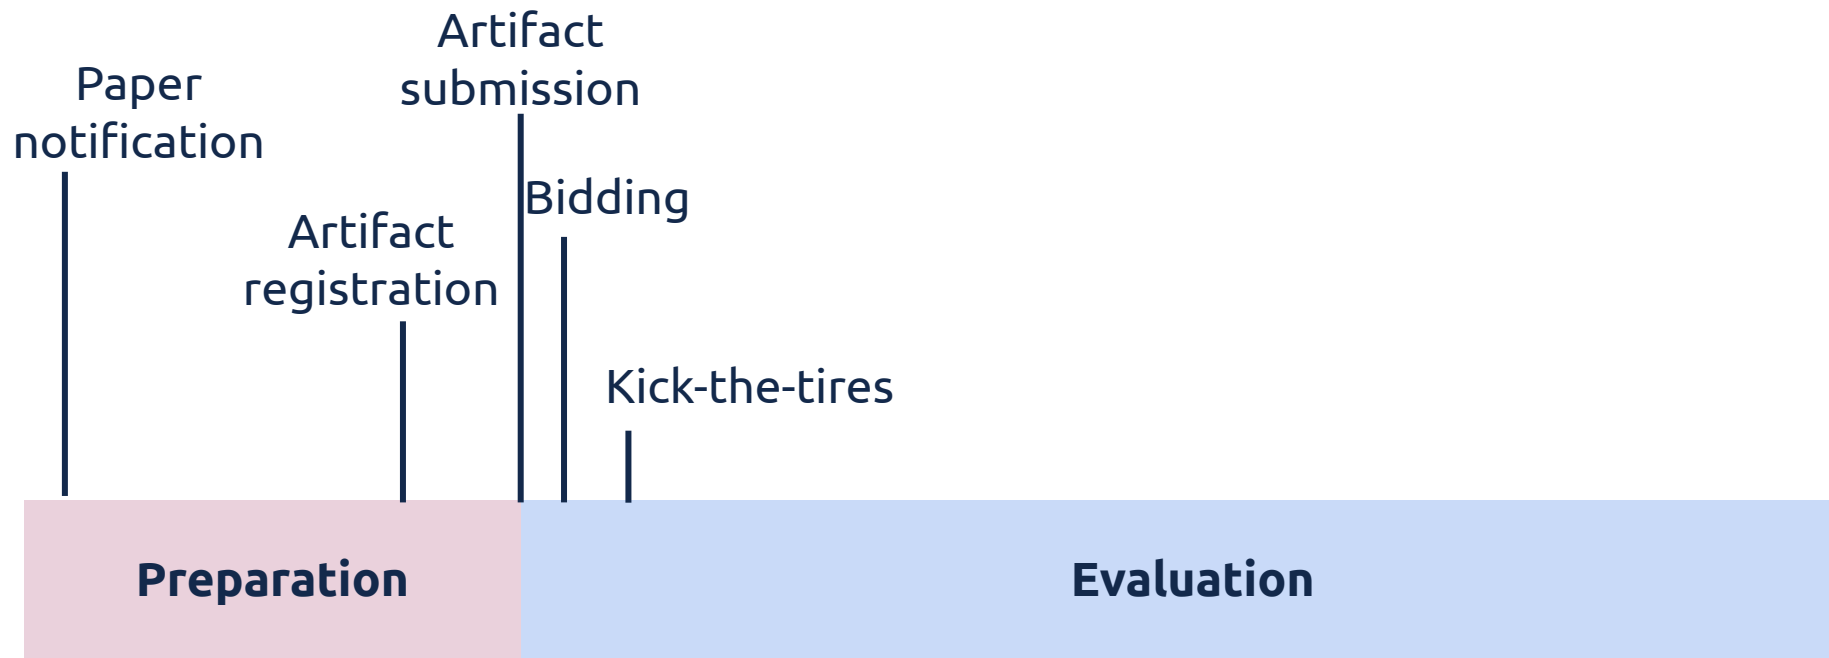 Paper
notification
Artifact
registration
Artifact
submission
Bidding
Kick-the-tires
Preparation
Evaluation